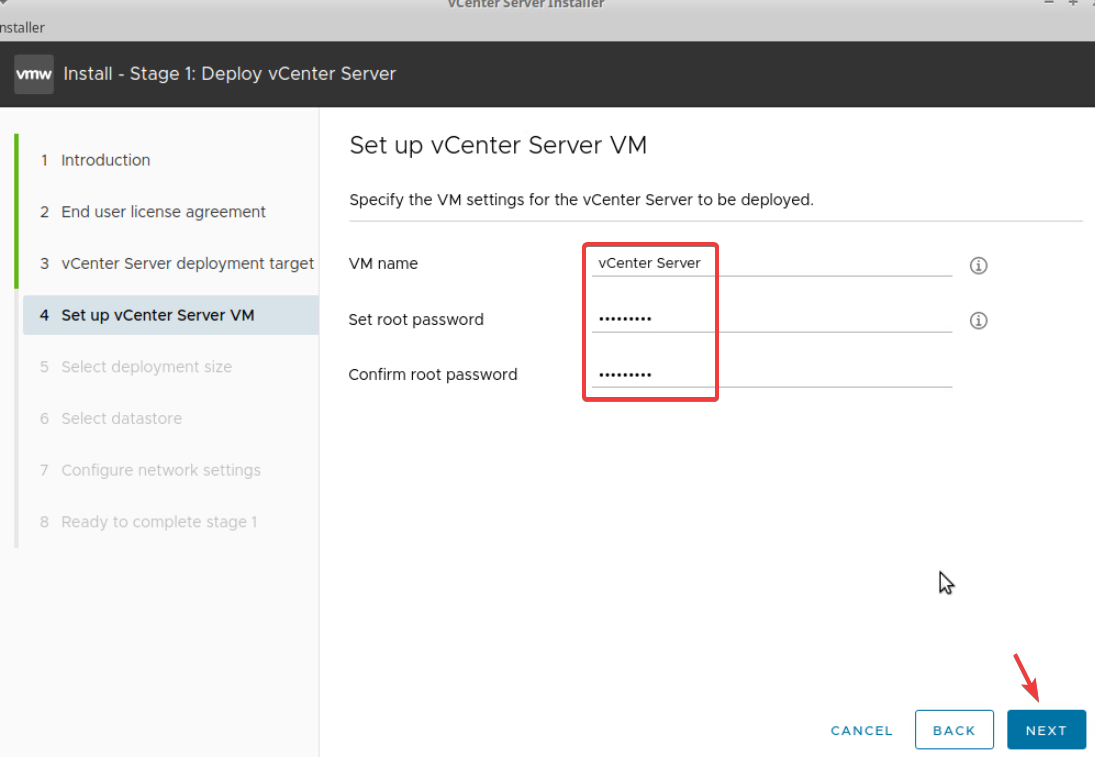 vCenter Server Installer
nstaller
vmw Install - Stage 1: Deploy vCenter Server
1 Introduction
2 End user license agreement
3 vCenter Server deployment target
4 Set up vCenter Server VM
5 Select deployment size
6 Select datastore
7 Configure network settings
8 Ready to complete stage 1
Set up vCenter Server VM
Specify the VM settings for the vCenter Server to be deployed.
VM name vCenter Server
Set root password •••••••••
Confirm root password •••••••••
CANCEL BACK NEXT